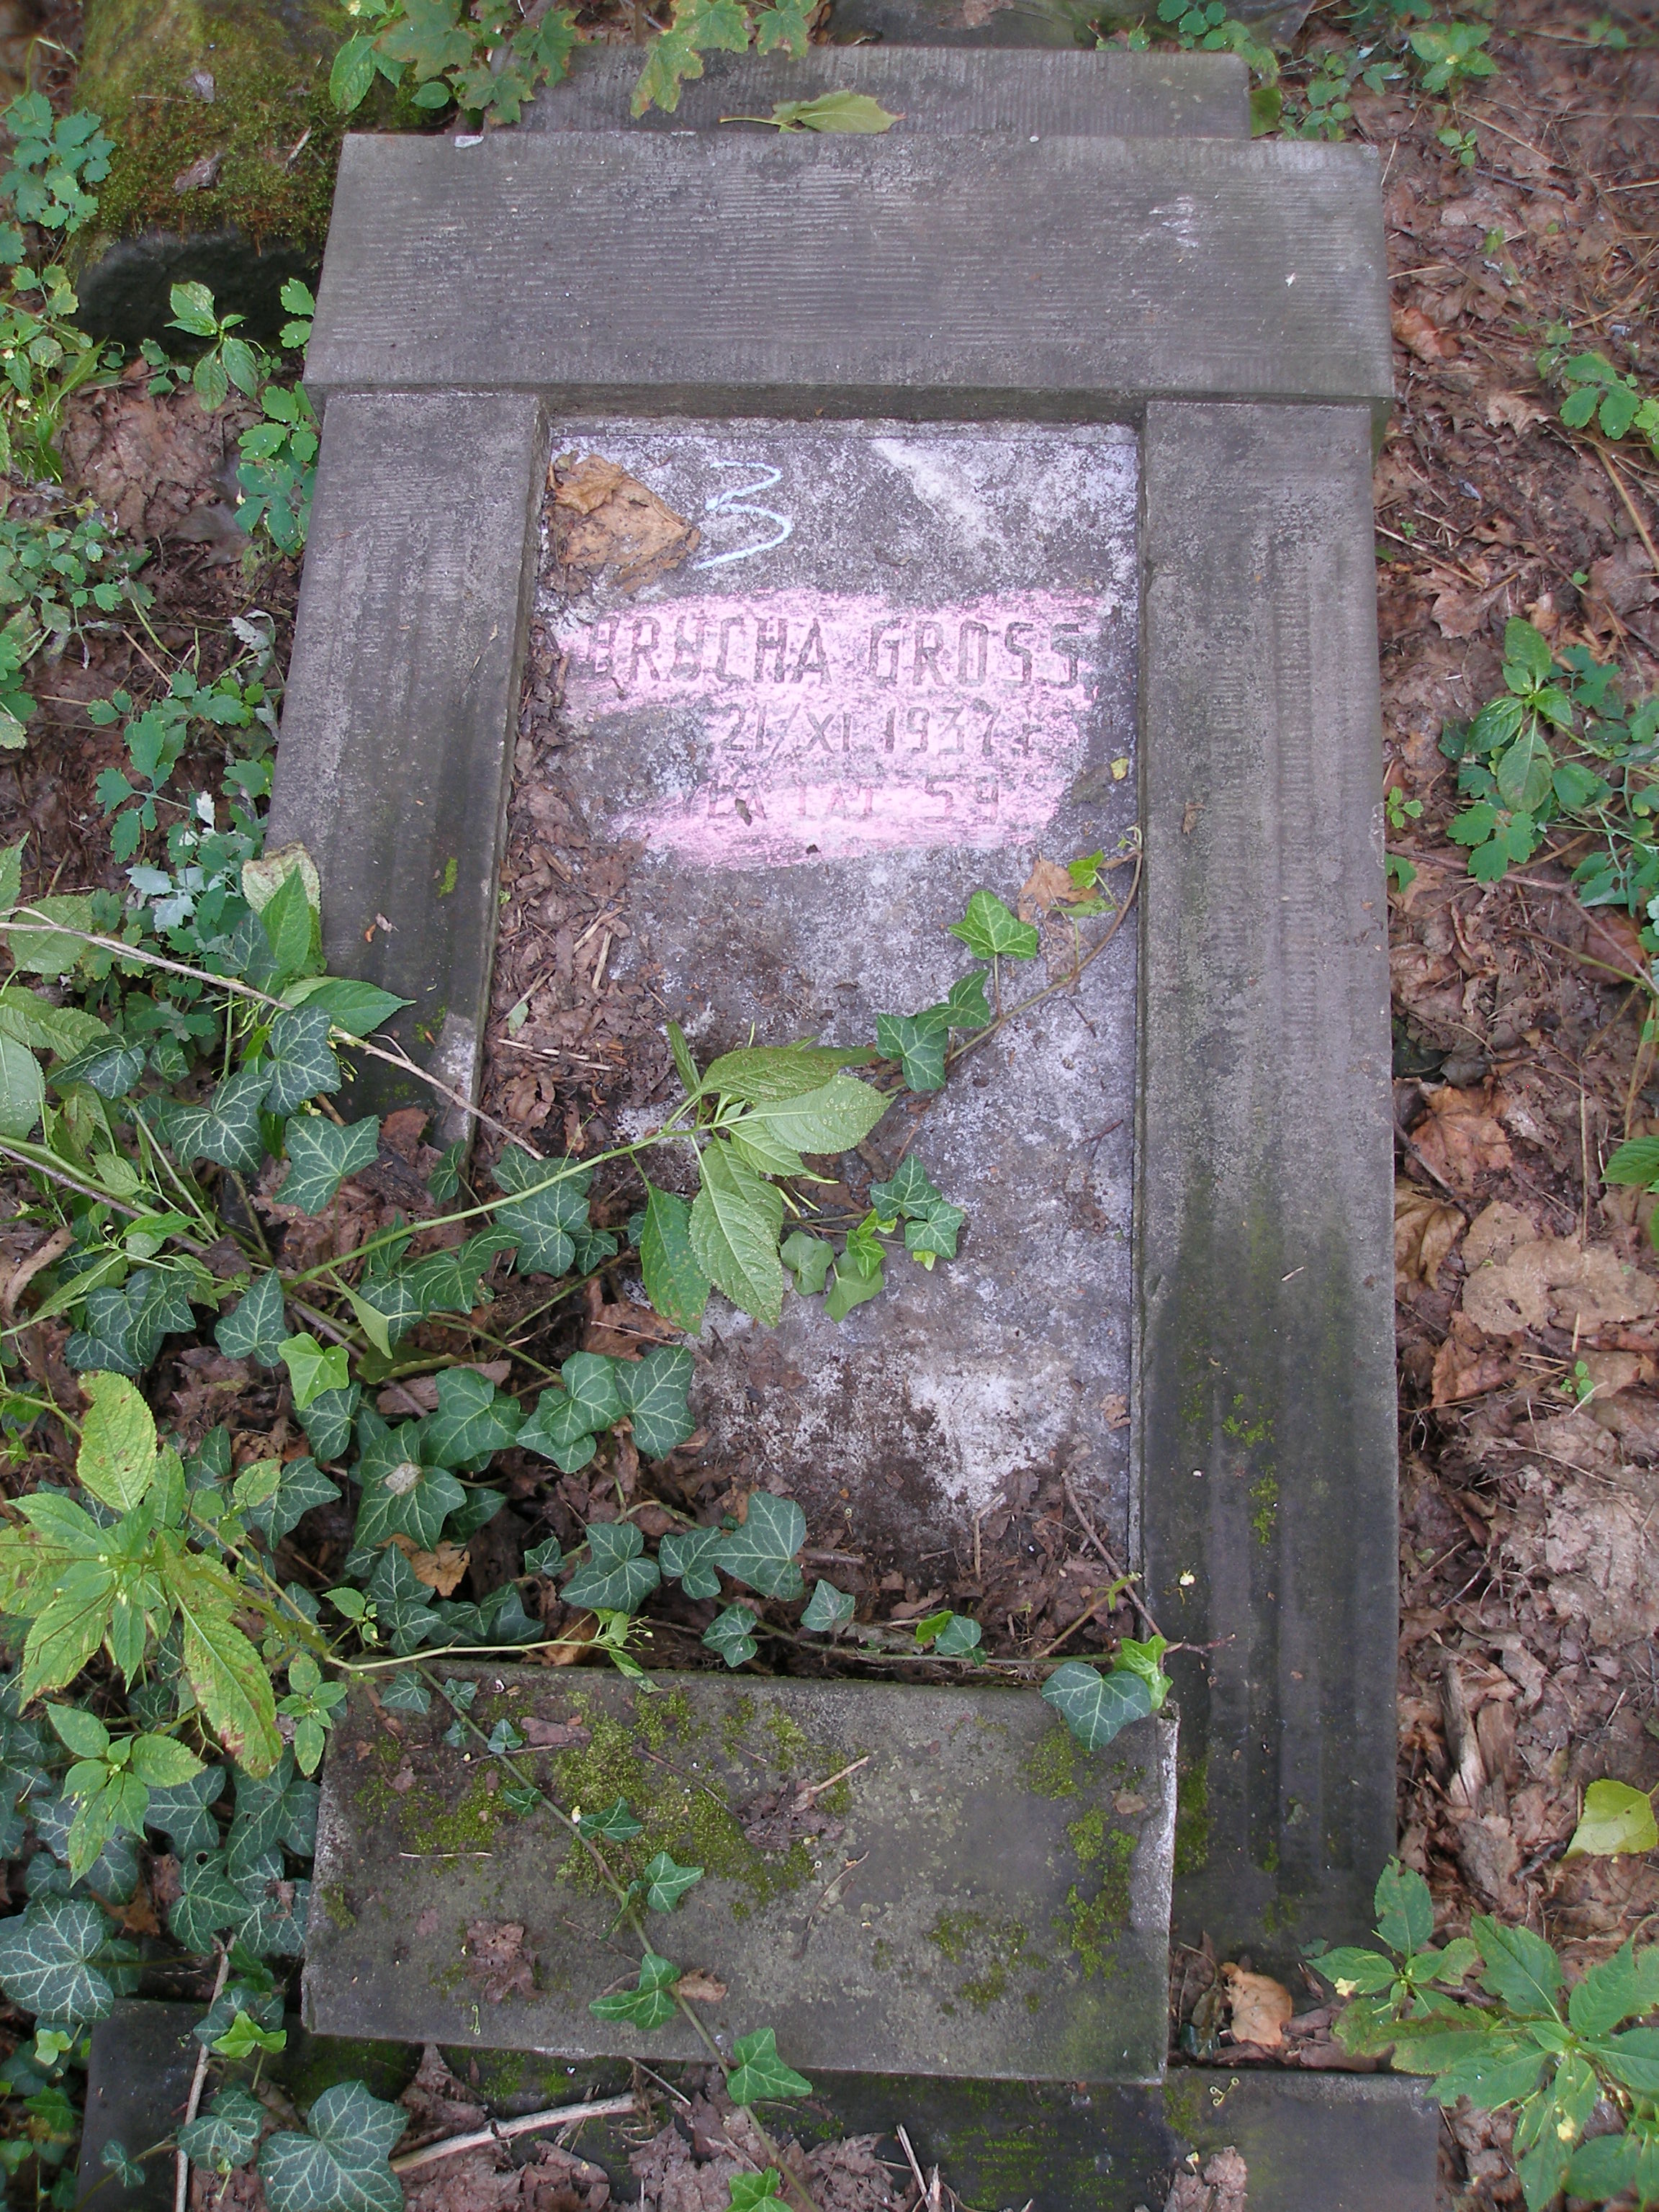 3
BRUCHA GROSS
21/XI 1937 r.
LAT 59